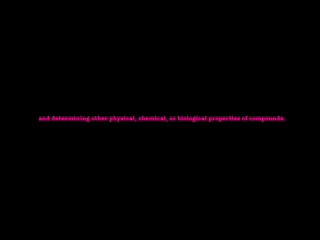 and determining other physical, chemical, or biological properties of compounds.